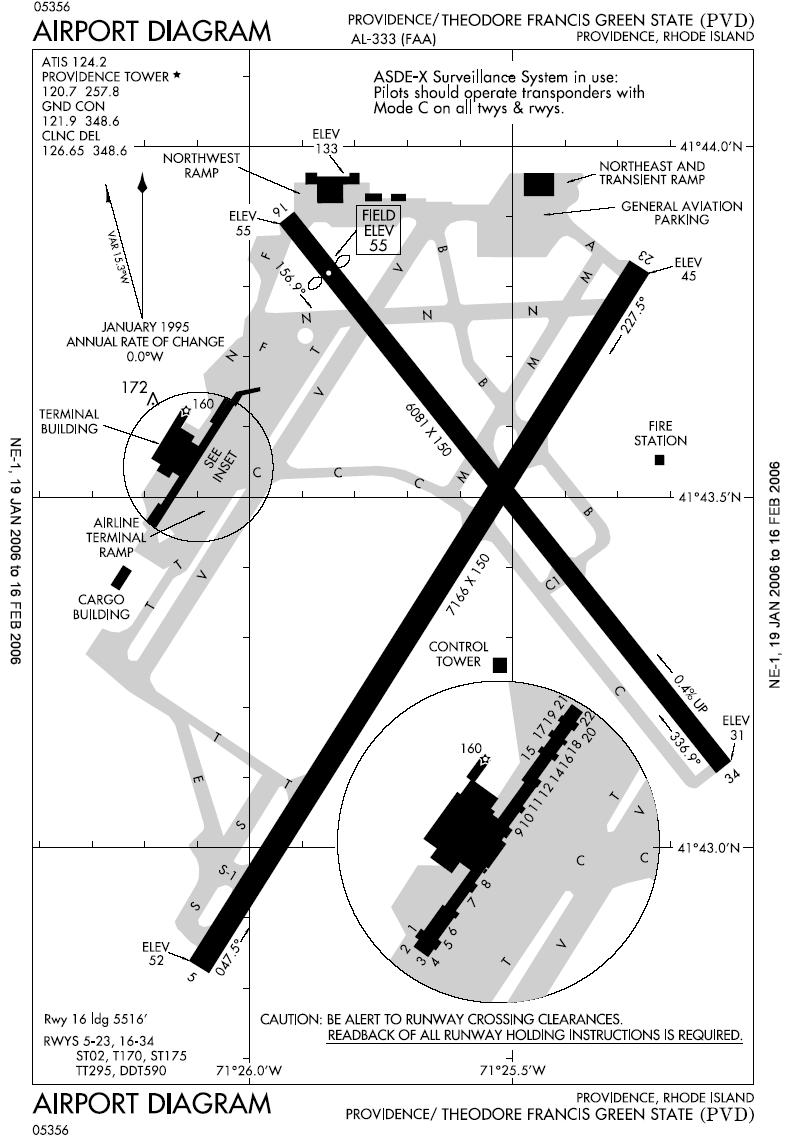 05356
AIRPORT DIAGRAM
PROVIDENCE/ THEODORE FRANCIS GREEN STATE (PVD)
AL-333 (FAA)
PROVIDENCE, RHODE ISLAND
ATIS 124.2
PROVIDENCE TOWER ★
120.7 257.8
GND CON
121.9 348.6
CLNC DEL
126.65 348.6
ASDE-X Surveillance System in use:
Pilots should operate transponders with
Mode C on all twys & rwys.
41°44.0'N
ELEV
133
NORTHWEST
RAMP
NORTHEAST AND
TRANSIENT RAMP
GENERAL AVIATION
PARKING
ELEV
55
16
FIELD
ELEV
55
VAR 15.3°W
JANUARY 1995
ANNUAL RATE OF CHANGE
0.0°W
F
156.9°
V
B
A
M
23
ELEV
45
227.5°
N
N
N
N
F
T
V
M
B
172
160
TERMINAL
BUILDING
SEE
INSET
6081 X 150
FIRE
STATION
C
C
C
M
41°43.5'N
AIRLINE
TERMINAL
RAMP
B
T
V
T
CARGO
BUILDING
7166 X 150
C1
CONTROL
TOWER
C
0.4% UP
336.9°
ELEV
31
34
T
E
T
S
S-1
S
160
1
2
3
4
5
6
7
8
9
10
11
12
14
15
16
17
18
19
20
21
22
T
V
C
C
T
V
41°43.0'N
ELEV
52
5
047.5°
Rwy 16 ldg 5516'
RWYS 5-23, 16-34
ST02, T170, ST175
TT295, DDT590
CAUTION: BE ALERT TO RUNWAY CROSSING CLEARANCES.
READBACK OF ALL RUNWAY HOLDING INSTRUCTIONS IS REQUIRED.
71°26.0'W
71°25.5'W
NE-1, 19 JAN 2006 to 16 FEB 2006
NE-1, 19 JAN 2006 to 16 FEB 2006
AIRPORT DIAGRAM
05356
PROVIDENCE, RHODE ISLAND
PROVIDENCE/ THEODORE FRANCIS GREEN STATE (PVD)